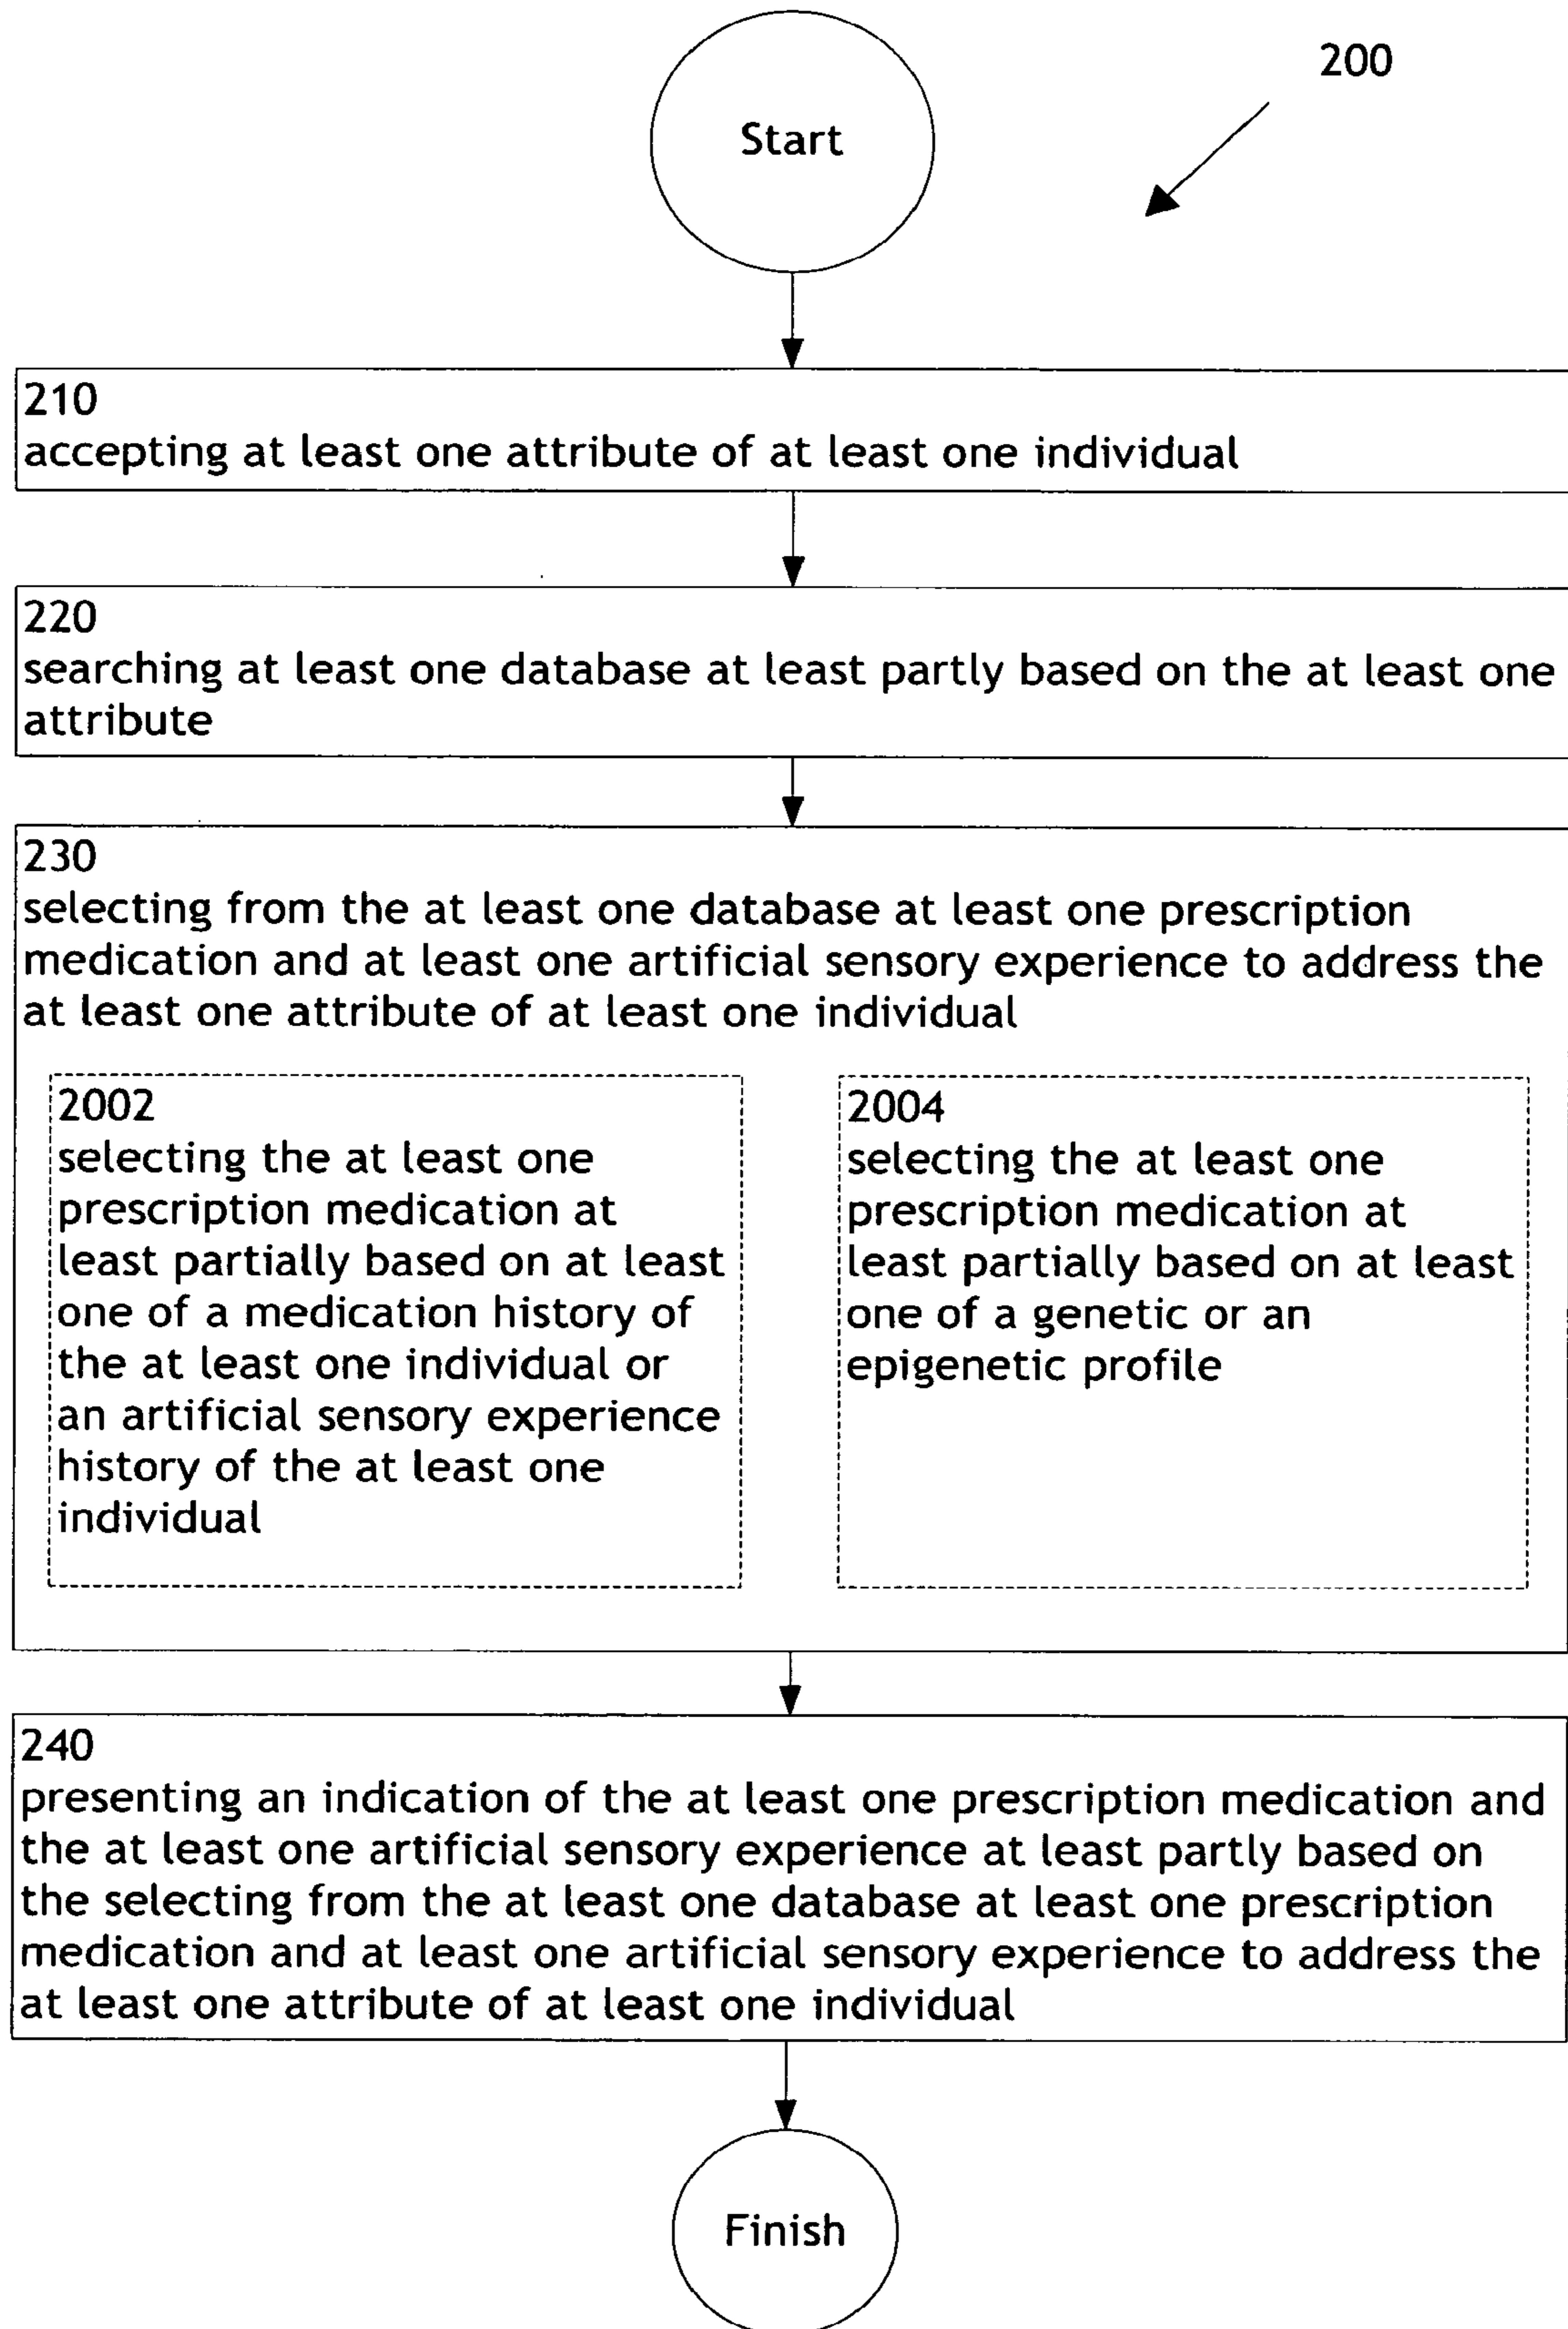 200
Start
210
accepting at least one attribute of at least one individual
220
searching at least one database at least partly based on the at least one
attribute
230
selecting from the at least one database at least one prescription
medication and at least one artificial sensory experience to address the
at least one attribute of at least one individual
2002
selecting the at least one
prescription medication at
least partially based on at least
one of a medication history of
the at least one individual or
an artificial sensory experience
history of the at least one
individual
2004
selecting the at least one
prescription medication at
least partially based on at least
one of a genetic or an
epigenetic profile
240
presenting an indication of the at least one prescription medication and
the at least one artificial sensory experience at least partly based on
the selecting from the at least one database at least one prescription
medication and at least one artificial sensory experience to address the
at least one attribute of at least one individual
Finish